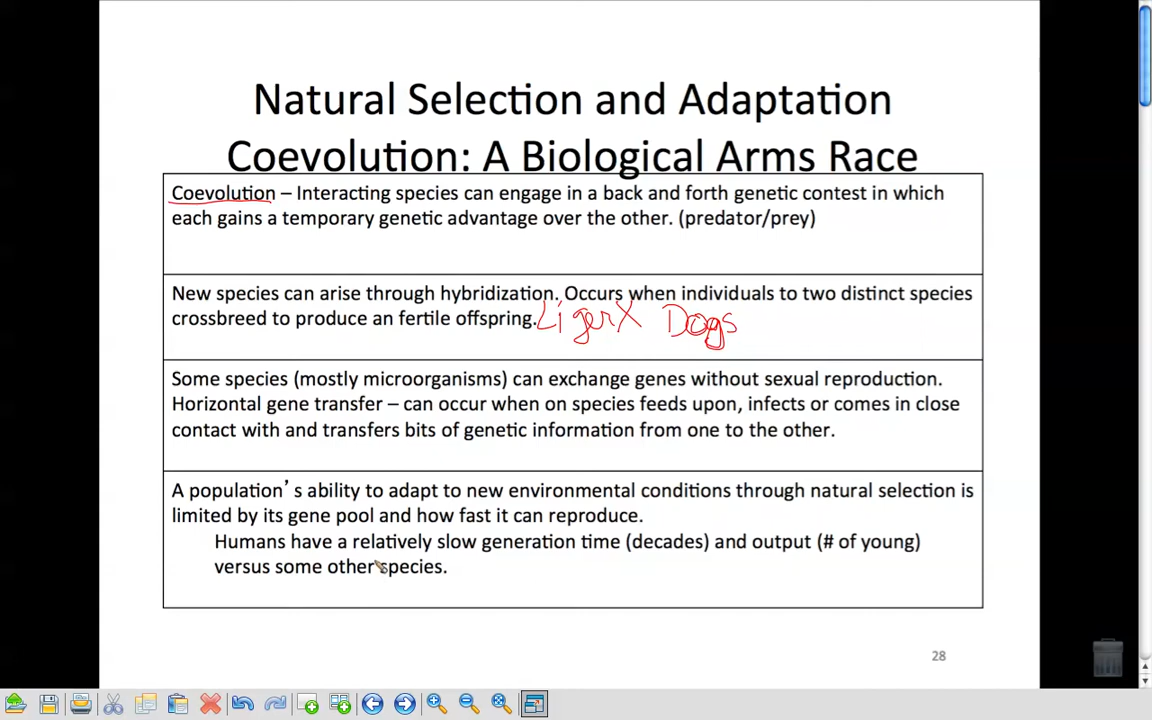 Natural Selection and Adaptation
Coevolution: A Biological Arms Race
Coevolution – Interacting species can engage in a back and forth genetic contest in which
each gains a temporary genetic advantage over the other. (predator/prey)
New species can arise through hybridization. Occurs when individuals to two distinct species
crossbreed to produce an fertile offspring. Liger X Dogs
Some species (mostly microorganisms) can exchange genes without sexual reproduction.
Horizontal gene transfer – can occur when on species feeds upon, infects or comes in close
contact with and transfers bits of genetic information from one to the other.
A population's ability to adapt to new environmental conditions through natural selection is
limited by its gene pool and how fast it can reproduce.
Humans have a relatively slow generation time (decades) and output (# of young)
versus some other species.
28